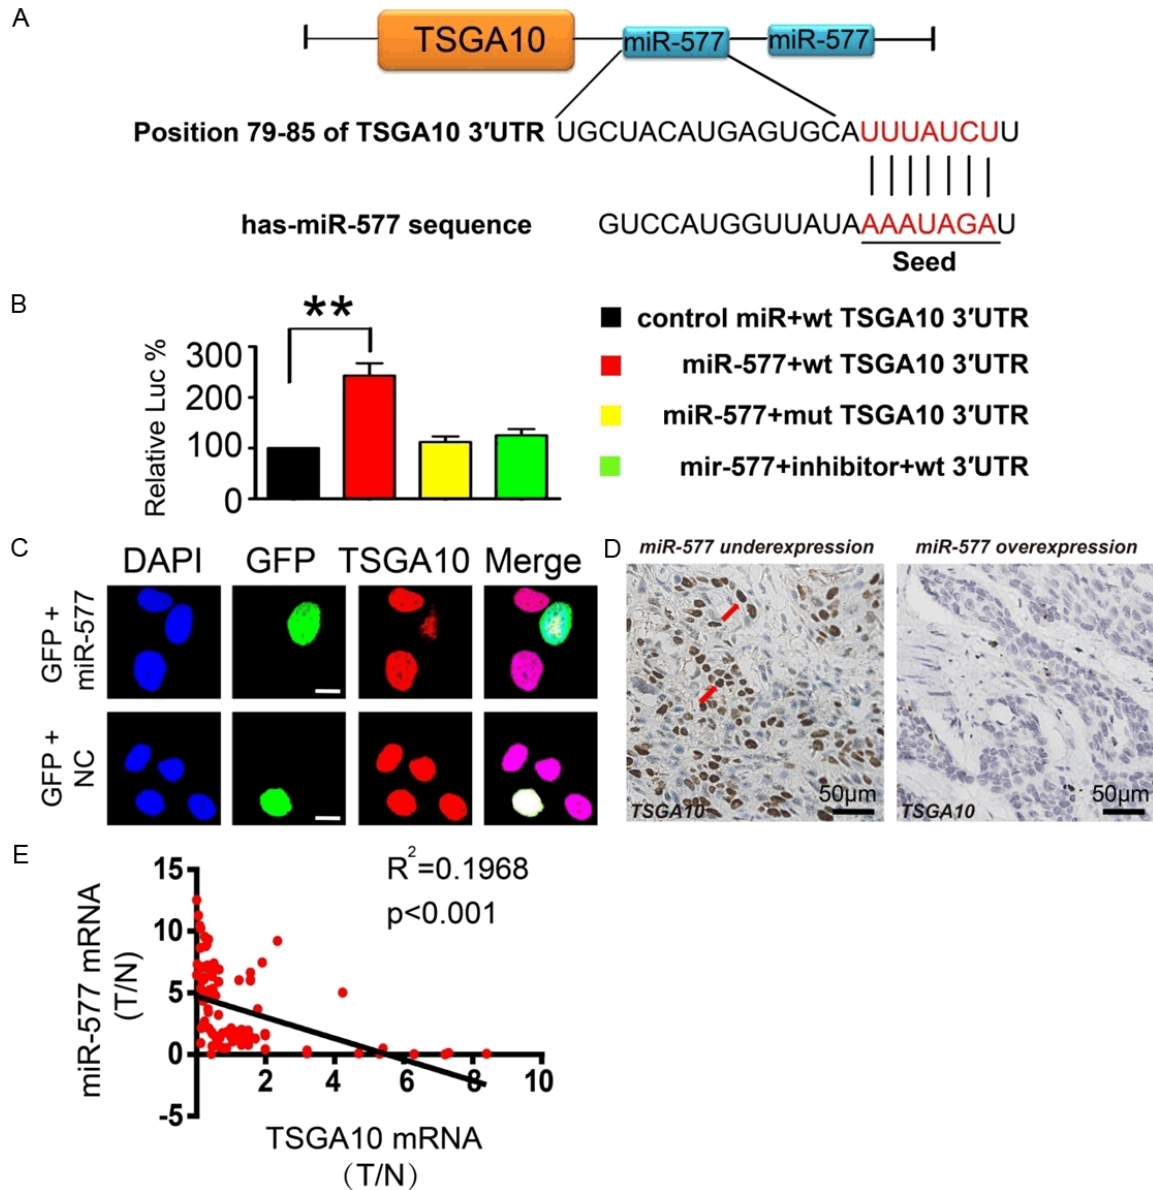 A
TSGA10
miR-577
miR-577
Position 79-85 of TSGA10 3′UTR
UGCUACAUGAGUGCAUUUAUCUU
has-miR-577 sequence
GUCCAUGGUUAUAAAAUAGAU
Seed
B
**
Relative Luc %
300
200
100
0
control miR+wt TSGA10 3′UTR
miR-577+wt TSGA10 3′UTR
miR-577+mut TSGA10 3′UTR
mir-577+inhibitor+wt 3′UTR
C
DAPI
GFP
TSGA10
Merge
GFP +
miR-577
GFP +
NC
D
miR-577 underexpression
miR-577 overexpression
TSGA10
50μm
TSGA10
50μm
E
R²=0.1968
p<0.001
miR-577 mRNA
(T/N)
15
10
5
0
-5
2
4
6
8
10
TSGA10 mRNA
(T/N)